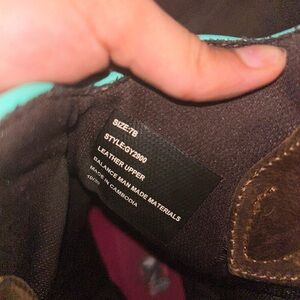 SIZE:7B
STYLE:GY2900
LEATHER UPPER
BALANCE MAN MADE MATERIALS
MADE IN CAMBODIA